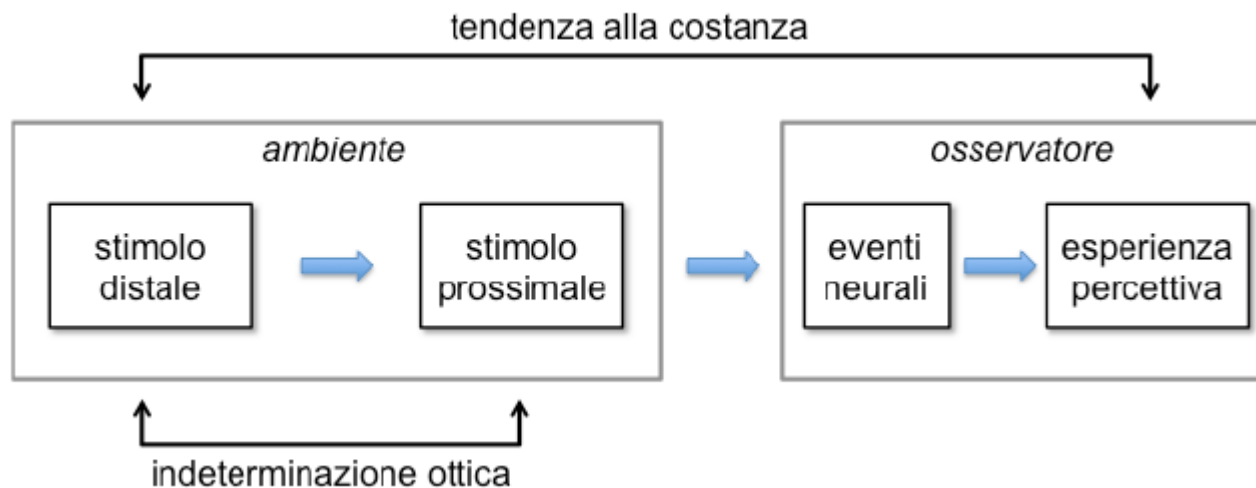 tendenza alla costanza
ambiente
osservatore
stimolo
distale
stimolo
prossimale
eventi
neurali
esperienza
percettiva
indeterminazione ottica